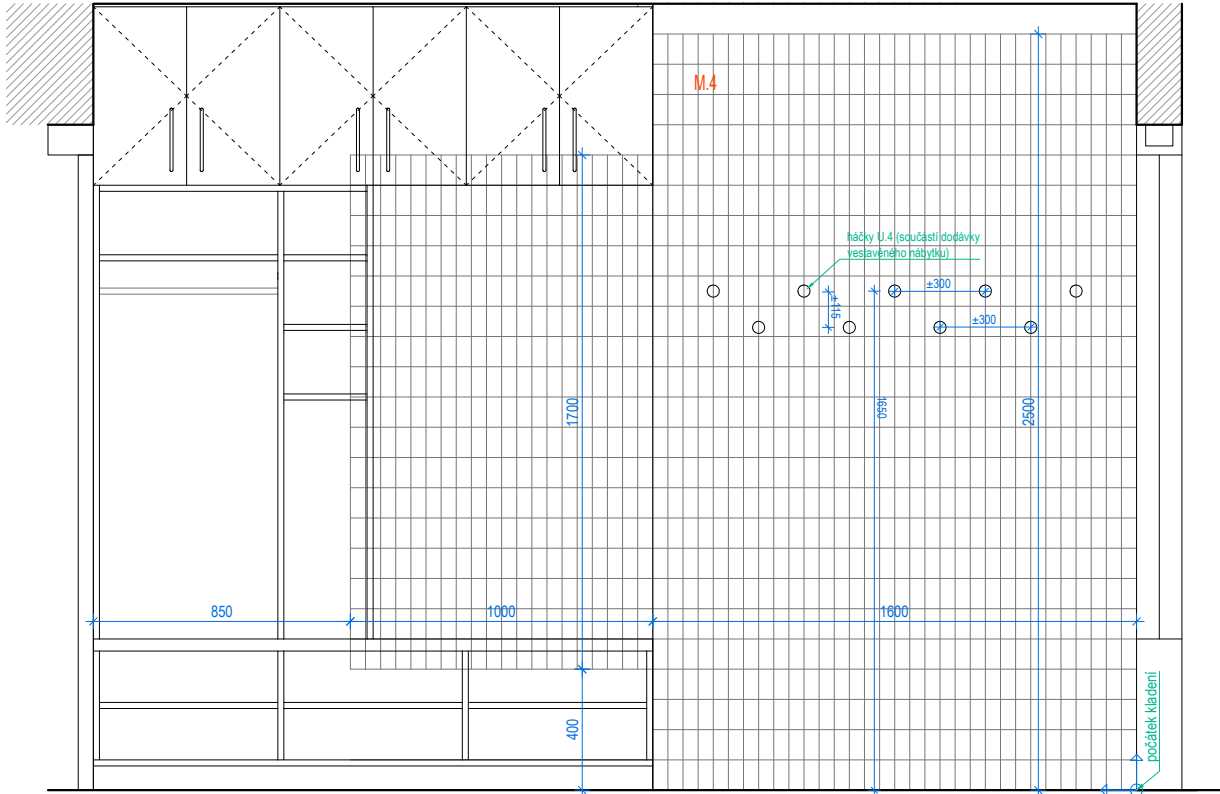 M.4
háčky U.4 (součástí dodávky
vestavěného nábytku)
±300
±115
±300
1700
1650
2500
850
1000
1600
400
počátek kladení